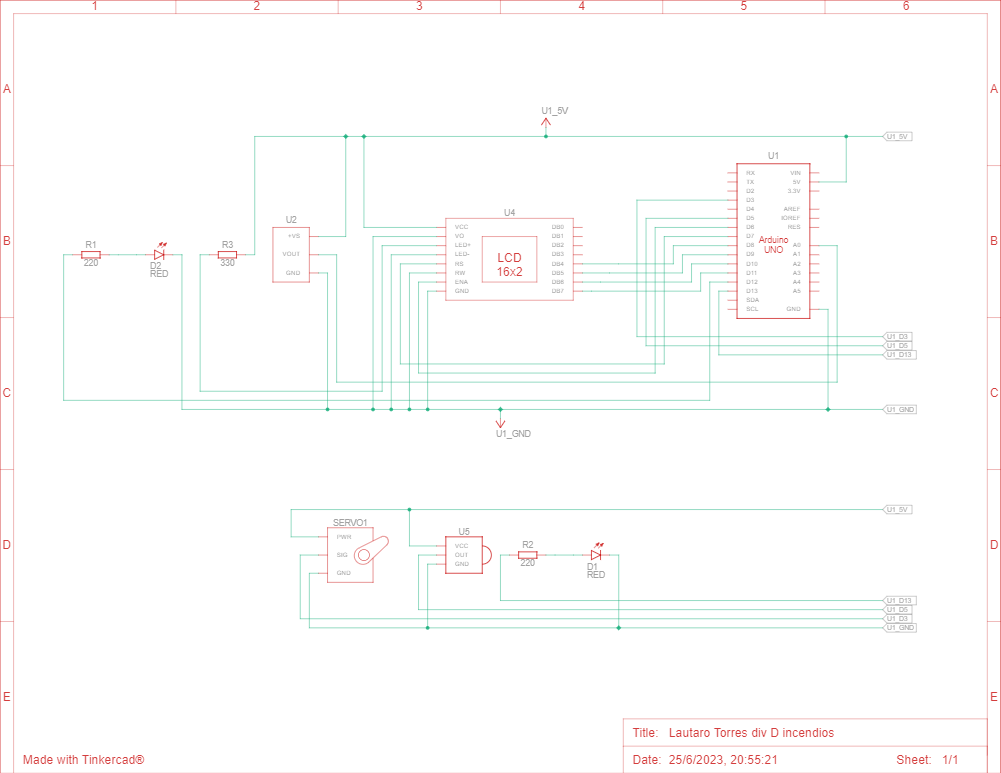 1 2 3 4 5 6
A A
U1_5V
U1_5V
U1
RX VIN
TX 5V
D2 3.3V
D3
D4 AREF
D5 IOREF
D6 RES
D7
D8 A0
D9 A1
D10 A2
D11 A3
D12 A4
D13 A5
SDA
SCL GND
Arduino
UNO
B B
R1
220
D2
RED
R3
330
U2
+VS
VOUT
GND
U4
VCC DB0
VO DB1
LED+ DB2
LED- DB3
RS DB4
RW DB5
ENA DB6
GND DB7
LCD
16x2
U1_D3
U1_D5
U1_D13
C C
U1_GND
U1_GND
U1_5V
D D
SERVO1
PWR
SIG
GND
U5
VCC
OUT
GND
R2
220
D1
RED
U1_D13
U1_D5
U1_D3
U1_GND
E E
Title: Lautaro Torres div D incendios
Made with Tinkercad®
Date: 25/6/2023, 20:55:21 Sheet: 1/1